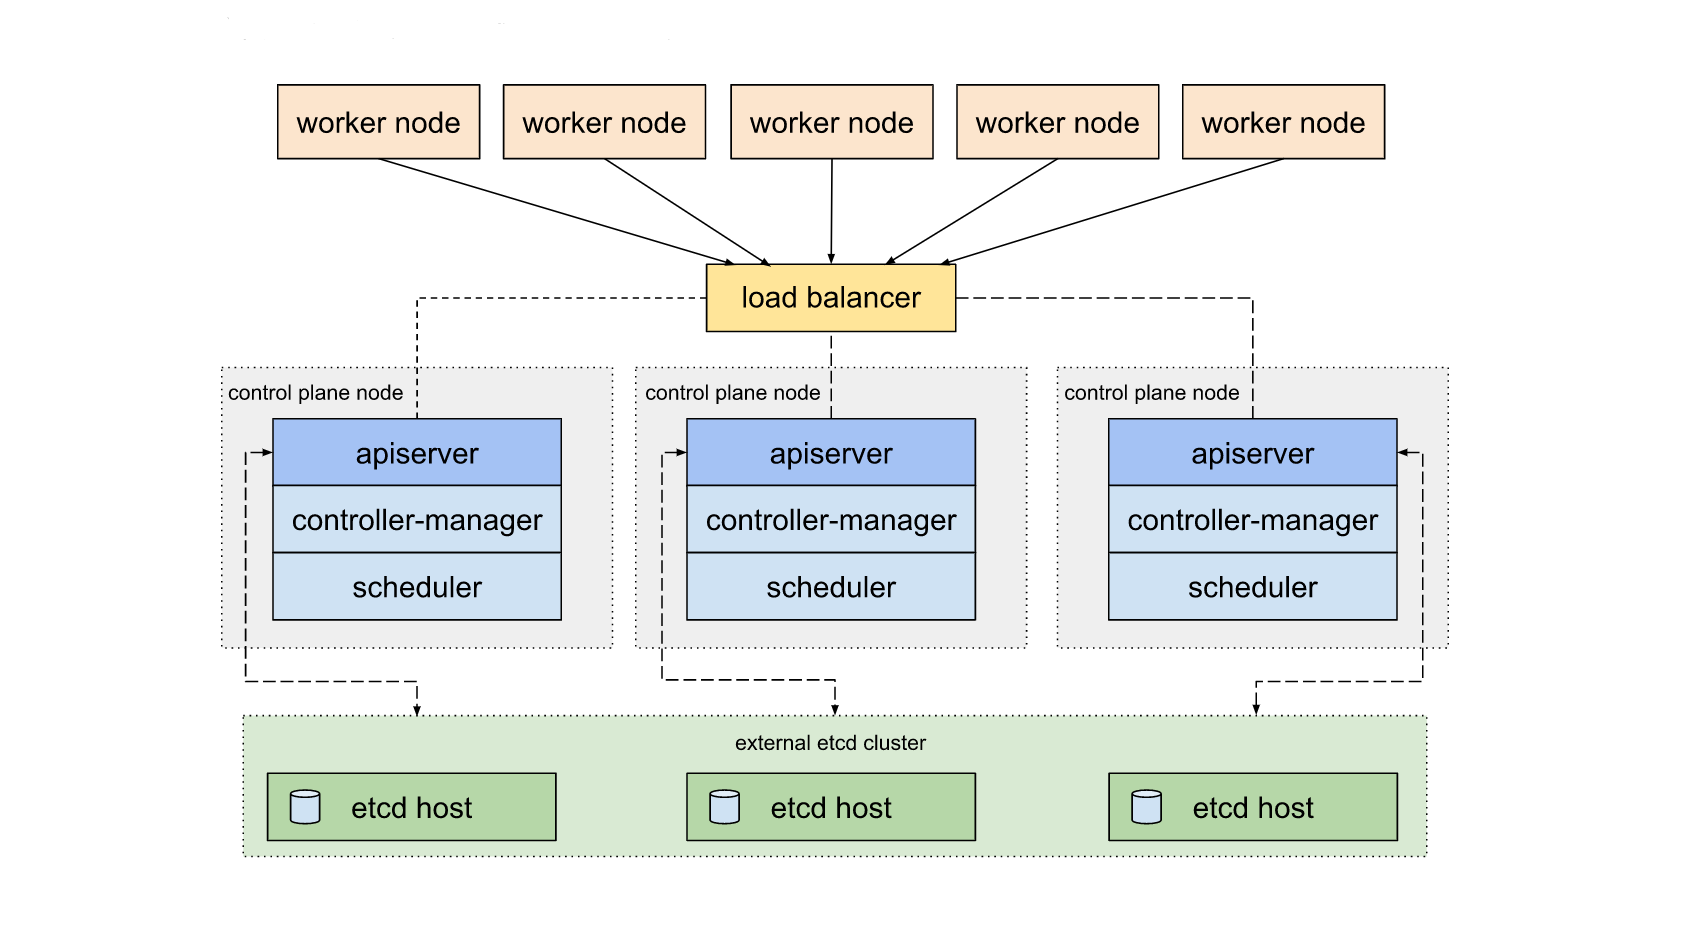 worker node
worker node
worker node
worker node
worker node
load balancer
control plane node
control plane node
control plane node
apiserver
apiserver
apiserver
controller-manager
controller-manager
controller-manager
scheduler
scheduler
scheduler
external etcd cluster
etcd host
etcd host
etcd host